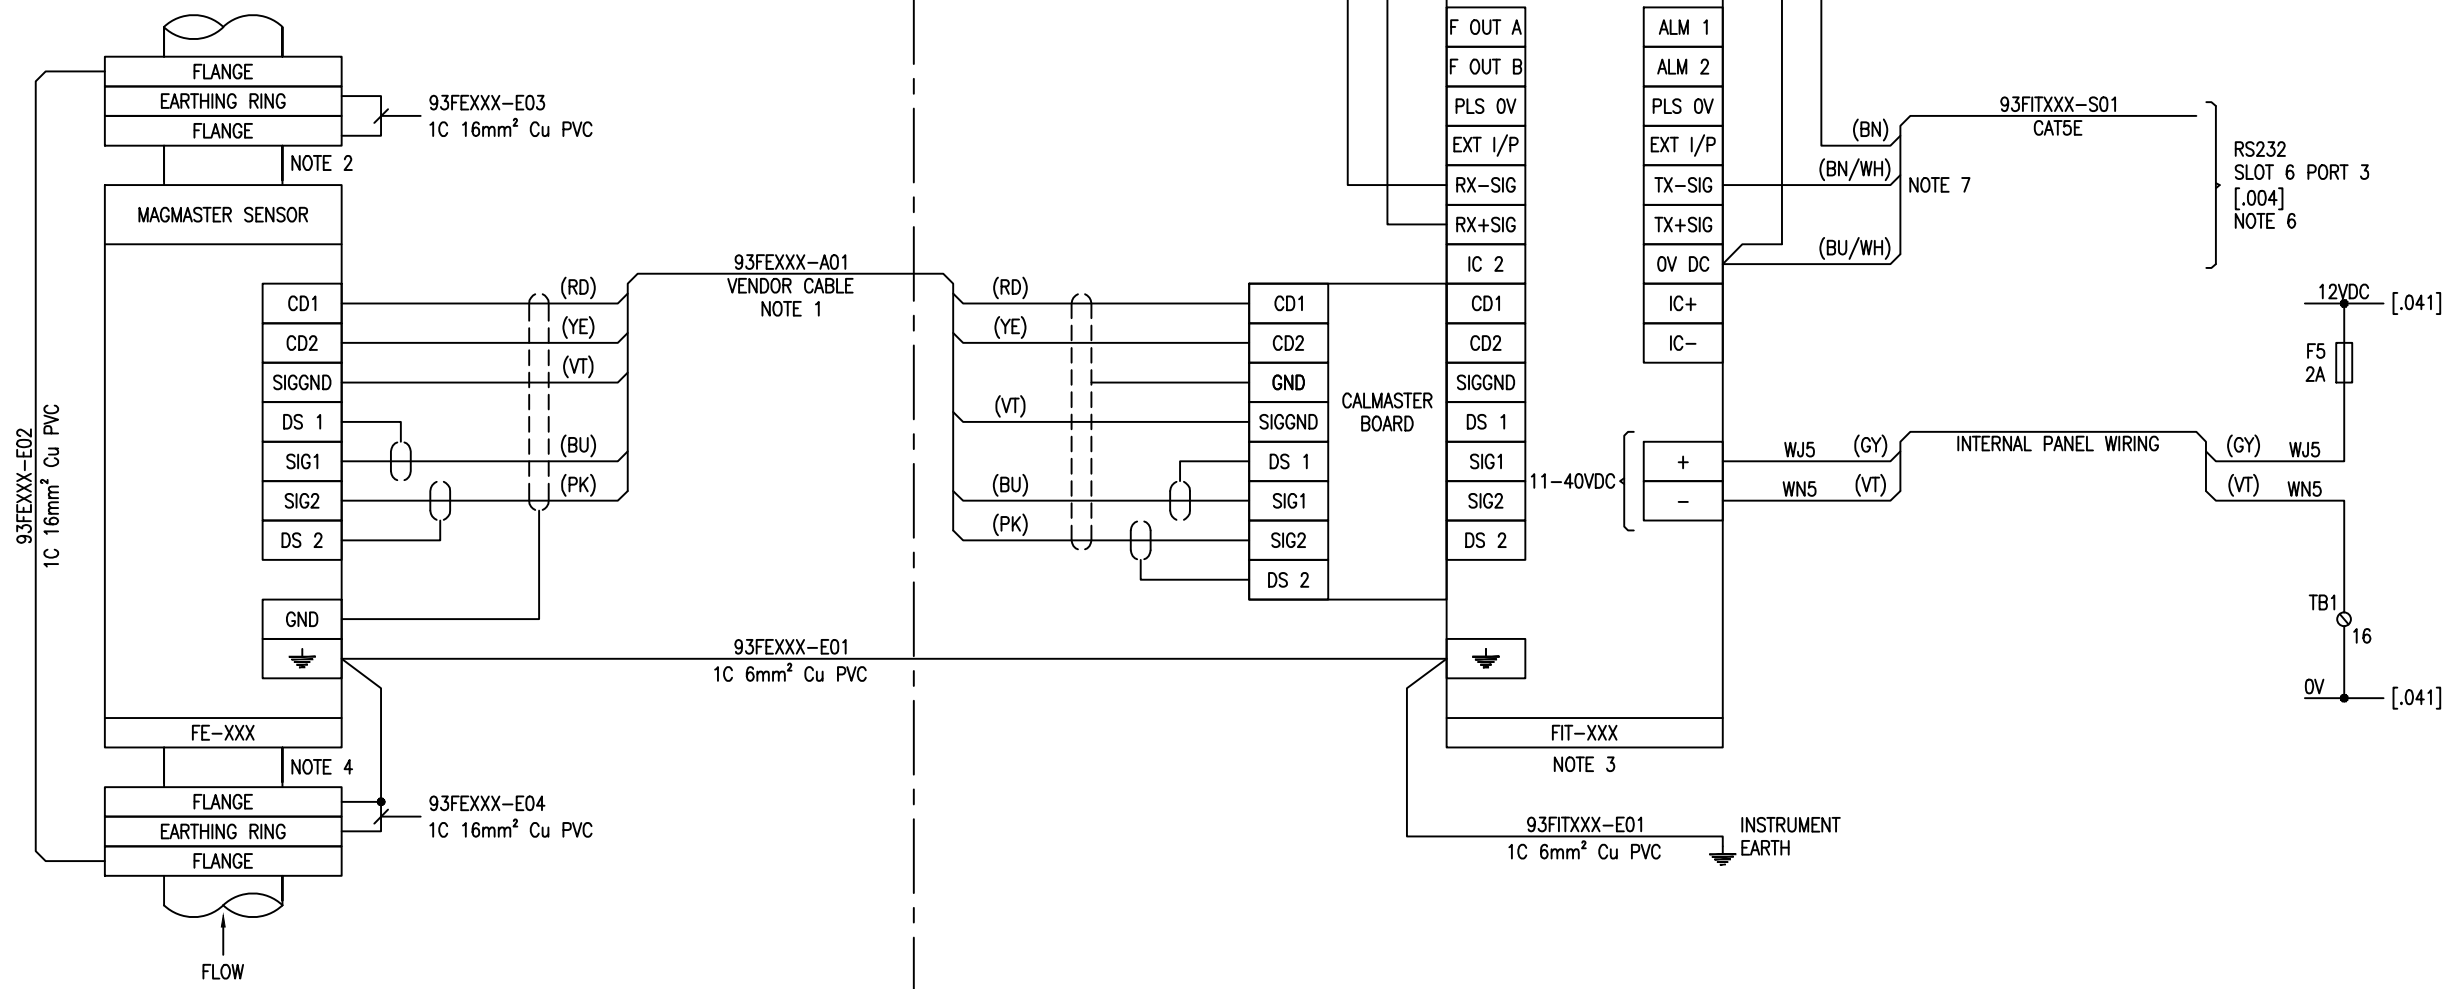 FLANGE
EARTHING RING
FLANGE
93FEXXX-E03
1C 16mm² Cu PVC
NOTE 2
MAGMASTER SENSOR
CD1
CD2
SIGGND
DS 1
SIG1
SIG2
DS 2
GND
FE-XXX
NOTE 4
FLANGE
EARTHING RING
FLANGE
93FEXXX-E04
1C 16mm² Cu PVC
FLOW
93FEXXX-E02
1C 16mm² Cu PVC
(RD)
(YE)
(VT)
(BU)
(PK)
93FEXXX-A01
VENDOR CABLE
NOTE 1
93FEXXX-E01
1C 6mm² Cu PVC
(RD)
(YE)
(VT)
(BU)
(PK)
CD1
CD2
GND
SIGGND
DS 1
SIG1
SIG2
DS 2
CALMASTER
BOARD
F OUT A
F OUT B
PLS 0V
EXT I/P
RX-SIG
RX+SIG
IC 2
CD1
CD2
SIGGND
DS 1
SIG1
SIG2
DS 2
ALM 1
ALM 2
PLS 0V
EXT I/P
TX-SIG
TX+SIG
0V DC
IC+
IC-
11-40VDC
+
-
FIT-XXX
NOTE 3
93FITXXX-E01
1C 6mm² Cu PVC
INSTRUMENT
EARTH
(BN)
(BN/WH)
(BU/WH)
93FITXXX-S01
CAT5E
NOTE 7
RS232
SLOT 6 PORT 3
[.004]
NOTE 6
WJ5 (GY)
WN5 (VT)
INTERNAL PANEL WIRING
(GY) WJ5
(VT) WN5
12VDC [.041]
F5
2A
TB1
16
0V [.041]